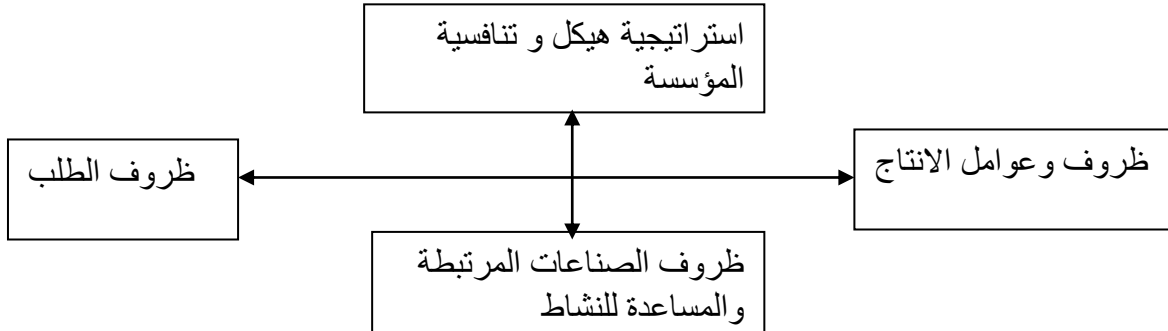 استراتيجية هيكل و تنافسية
المؤسسة
ظروف وعوامل الانتاج
ظروف الطلب
ظروف الصناعات المرتبطة
والمساعدة للنشاط